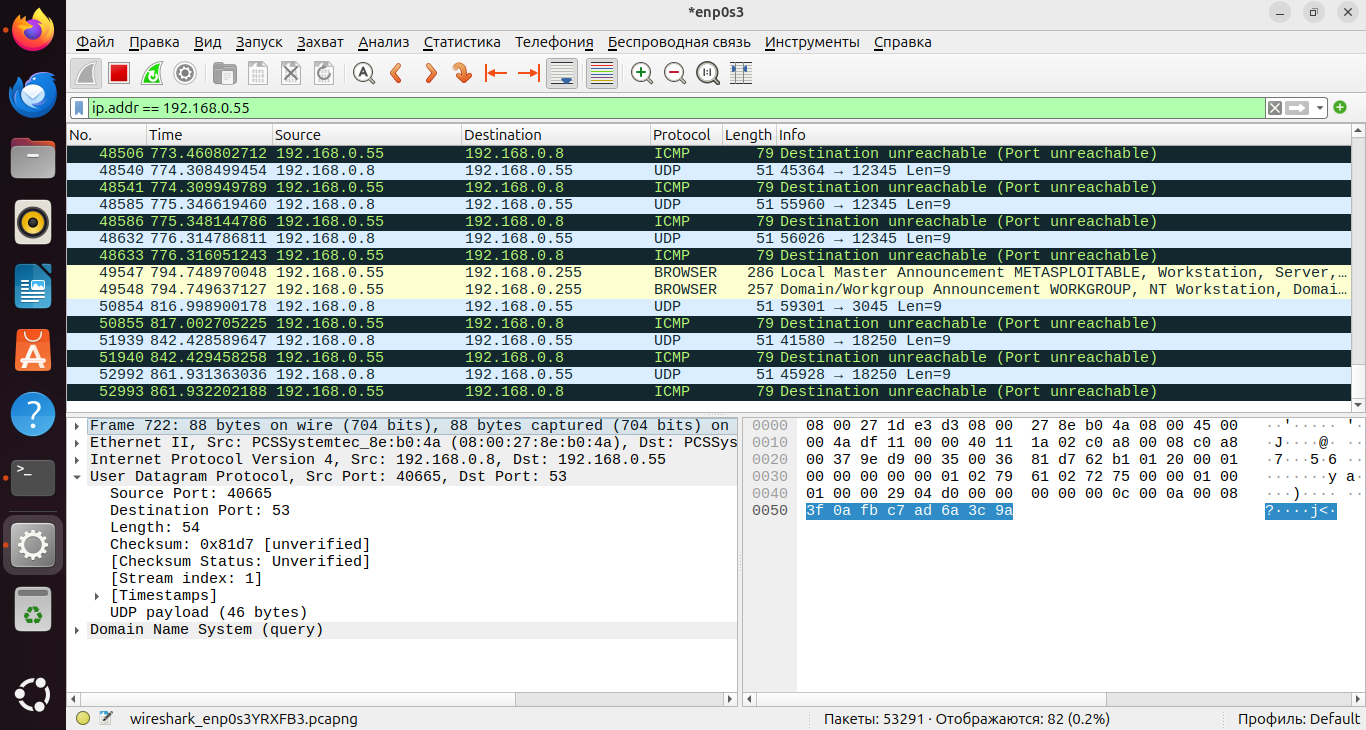 *enp0s3
Файл Правка Вид Запуск Захват Анализ Статистика Телефония Беспроводная связь Инструменты Справка
ip.addr == 192.168.0.55
No. Time Source Destination Protocol Length Info
48506 773.460802712 192.168.0.55 192.168.0.8 ICMP 79 Destination unreachable (Port unreachable)
48540 774.308499454 192.168.0.8 192.168.0.55 UDP 51 45364 → 12345 Len=9
48541 774.309949789 192.168.0.55 192.168.0.8 ICMP 79 Destination unreachable (Port unreachable)
48585 775.346619460 192.168.0.8 192.168.0.55 UDP 51 55960 → 12345 Len=9
48586 775.348144786 192.168.0.55 192.168.0.8 ICMP 79 Destination unreachable (Port unreachable)
48632 776.314786811 192.168.0.8 192.168.0.55 UDP 51 56026 → 12345 Len=9
48633 776.316051243 192.168.0.55 192.168.0.8 ICMP 79 Destination unreachable (Port unreachable)
49547 794.748970048 192.168.0.55 192.168.0.255 BROWSER 286 Local Master Announcement METASPLOITABLE, Workstation, Server,…
49548 794.749637127 192.168.0.55 192.168.0.255 BROWSER 257 Domain/Workgroup Announcement WORKGROUP, NT Workstation, Domai…
50854 816.998900178 192.168.0.8 192.168.0.55 UDP 51 59301 → 3045 Len=9
50855 817.002705225 192.168.0.55 192.168.0.8 ICMP 79 Destination unreachable (Port unreachable)
51939 842.428589647 192.168.0.8 192.168.0.55 UDP 51 41580 → 18250 Len=9
51940 842.429458258 192.168.0.55 192.168.0.8 ICMP 79 Destination unreachable (Port unreachable)
52992 861.931363036 192.168.0.8 192.168.0.55 UDP 51 45928 → 18250 Len=9
52993 861.932202188 192.168.0.55 192.168.0.8 ICMP 79 Destination unreachable (Port unreachable)
Frame 722: 88 bytes on wire (704 bits), 88 bytes captured (704 bits) on
Ethernet II, Src: PCSSystemtec_8e:b0:4a (08:00:27:8e:b0:4a), Dst: PCSSys
Internet Protocol Version 4, Src: 192.168.0.8, Dst: 192.168.0.55
User Datagram Protocol, Src Port: 40665, Dst Port: 53
Source Port: 40665
Destination Port: 53
Length: 54
Checksum: 0x81d7 [unverified]
[Checksum Status: Unverified]
[Stream index: 1]
[Timestamps]
UDP payload (46 bytes)
Domain Name System (query)
0000 08 00 27 1d e3 d3 08 00 27 8e b0 4a 08 00 45 00 ··'····· '··J··E·
0010 00 4a df 11 00 00 40 11 1a 02 c0 a8 00 08 c0 a8 ·J····@· ········
0020 00 37 9e d9 00 35 00 36 81 d7 62 b1 01 20 00 01 ·7···5·6 ··b·· ··
0030 00 00 00 00 00 01 02 79 61 02 72 75 00 00 01 00 ·······y a·ru····
0040 01 00 00 29 04 d0 00 00 00 00 00 0c 00 0a 00 08 ···)···· ········
0050 3f 0a fb c7 ad 6a 3c 9a ?····j<·
wireshark_enp0s3YRXFB3.pcapng Пакеты: 53291 · Отображаются: 82 (0.2%) Профиль: Default